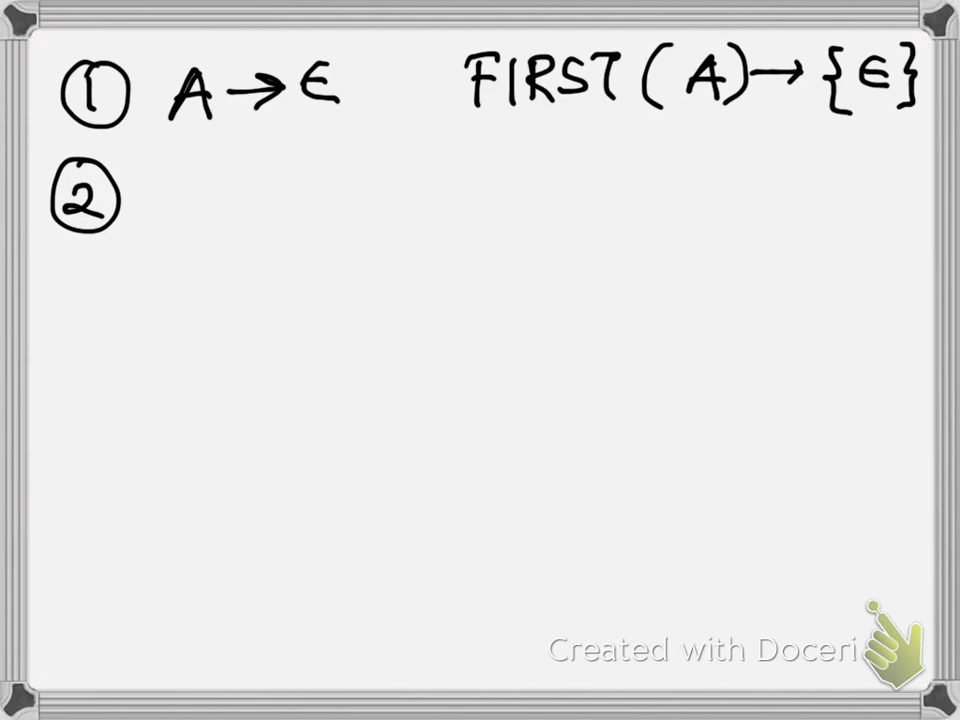 ① A → ϵ FIRST ( A) → {ϵ}
②
Created with Doceri